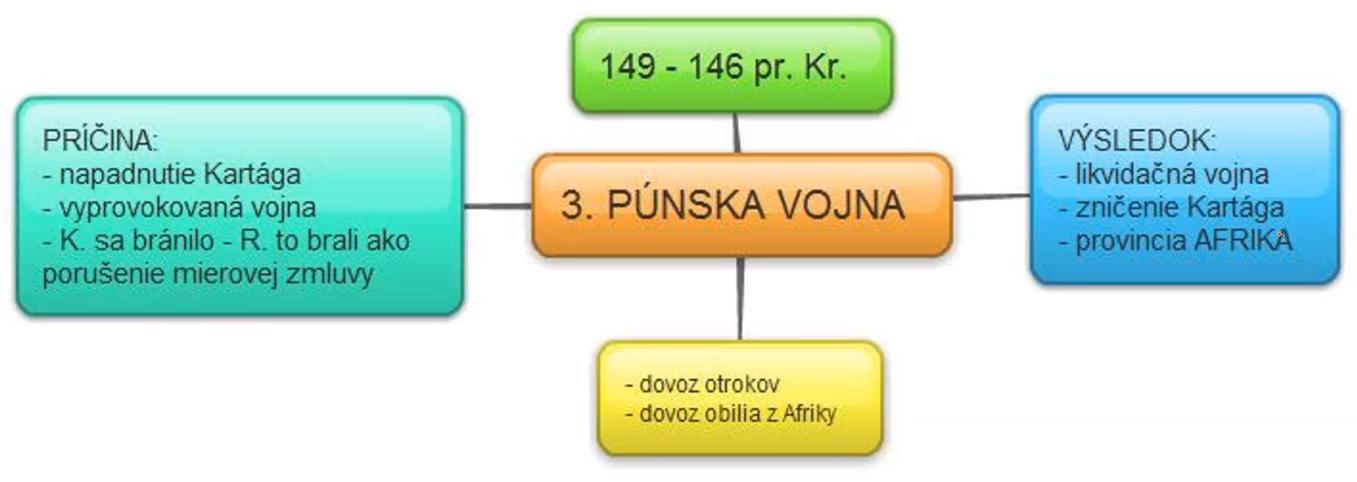 149 - 146 pr. Kr.
PRÍČINA:
- napadnutie Kartága
- vyprovokovaná vojna
- K. sa bránilo - R. to brali ako
porušenie mierovej zmluvy
3. PÚNSKA VOJNA
VÝSLEDOK:
- likvidačná vojna
- zničenie Kartága
- provincia AFRIKA
- dovoz otrokov
- dovoz obilia z Afriky